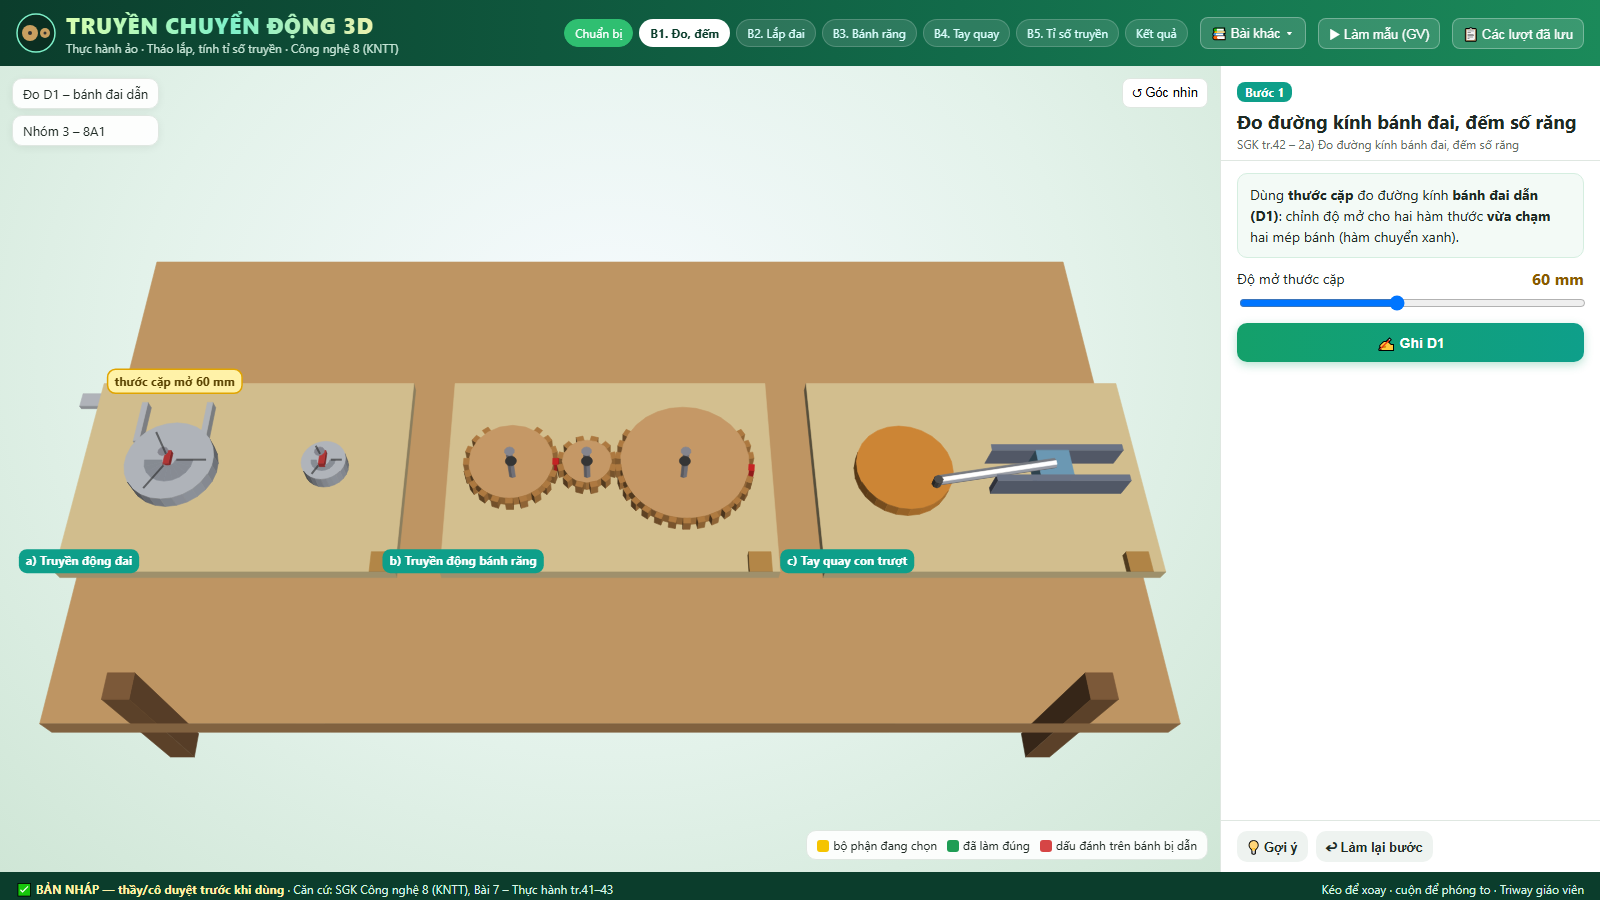 TRUYỀN CHUYỂN ĐỘNG 3D
Thực hành ảo · Tháo lắp, tính tỉ số truyền · Công nghệ 8 (KNTT)
Chuẩn bị
B1. Đo, đếm
B2. Lắp đai
B3. Bánh răng
B4. Tay quay
B5. Tỉ số truyền
Kết quả
Bài khác
Làm mẫu (GV)
Các lượt đã lưu
Đo D1 – bánh đai dẫn
Nhóm 3 – 8A1
↺ Góc nhìn
thước cặp mở 60 mm
a) Truyền động đai
b) Truyền động bánh răng
c) Tay quay con trượt
bộ phận đang chọn
đã làm đúng
dấu đánh trên bánh bị dẫn
Bước 1
Đo đường kính bánh đai, đếm số răng
SGK tr.42 – 2a) Đo đường kính bánh đai, đếm số răng
Dùng thước cặp đo đường kính bánh đai dẫn
(D1): chỉnh độ mở cho hai hàm thước vừa chạm
hai mép bánh (hàm chuyển xanh).
Độ mở thước cặp 60 mm
Ghi D1
Gợi ý
Làm lại bước
BẢN NHÁP — thầy/cô duyệt trước khi dùng · Căn cứ: SGK Công nghệ 8 (KNTT), Bài 7 – Thực hành tr.41–43
Kéo để xoay · cuộn để phóng to · Triway giáo viên